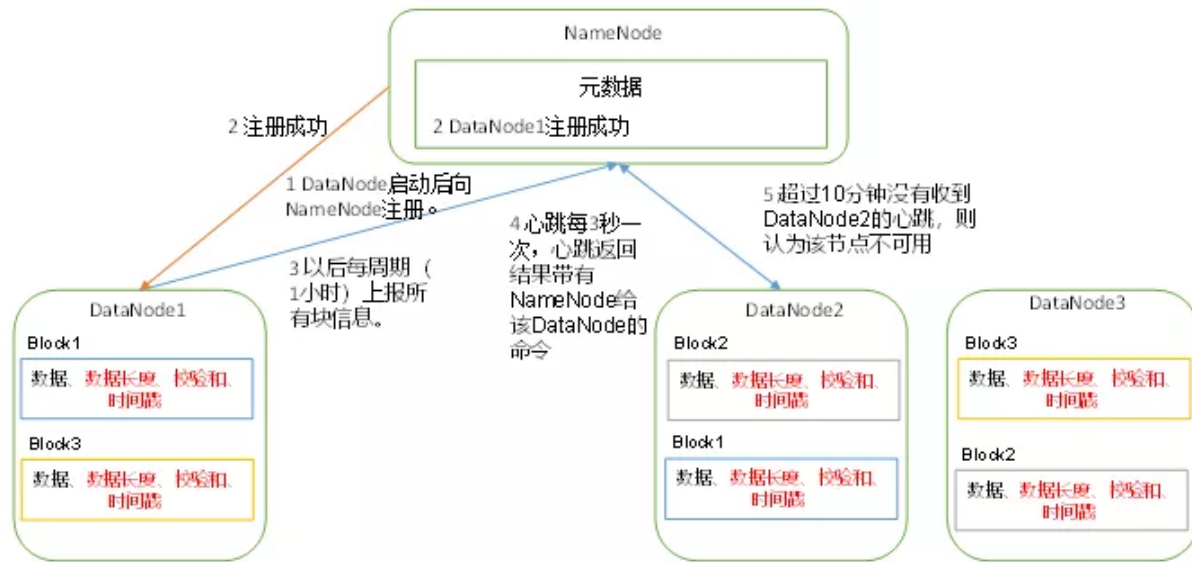 NameNode
元数据
2 DataNode1注册成功
2 注册成功
1 DataNode启动后向
NameNode注册。
3 以后每周期（
1小时）上报所
有块信息。
4 心跳每3秒一
次，心跳返回
结果带有
NameNode给
该DataNode的
命令
5 超过10分钟没有收到
DataNode2的心跳，则
认为该节点不可用
DataNode1
Block1
数据、数据长度、校验和、
时间戳
Block3
数据、数据长度、校验和、
时间戳
DataNode2
Block2
数据、数据长度、校验和、
时间戳
Block1
数据、数据长度、校验和、
时间戳
DataNode3
Block3
数据、数据长度、校验和、
时间戳
Block2
数据、数据长度、校验和、
时间戳